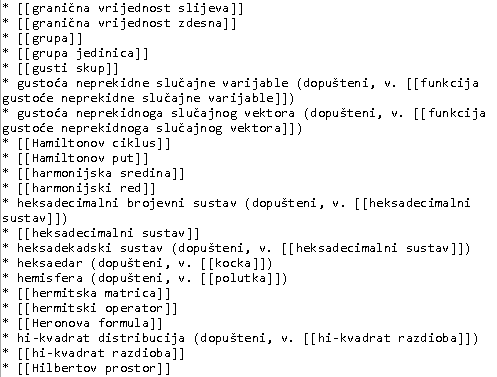 * [[granična vrijednost slijeva]]
* [[granična vrijednost zdesna]]
* [[grupa]]
* [[grupa jedinica]]
* [[gusti skup]]
* gustoća neprekidne slučajne varijable (dopušteni, v. [[funkcija
gustoće neprekidne slučajne varijable]])
* gustoća neprekidnoga slučajnog vektora (dopušteni, v. [[funkcija
gustoće neprekidnoga slučajnog vektora]])
* [[Hamiltonov ciklus]]
* [[Hamiltonov put]]
* [[harmonijska sredina]]
* [[harmonijski red]]
* heksadecimalni brojevni sustav (dopušteni, v. [[heksadecimalni
sustav]])
* [[heksadecimalni sustav]]
* heksadekadski sustav (dopušteni, v. [[heksadecimalni sustav]])
* heksaedar (dopušteni, v. [[kocka]])
* hemisfera (dopušteni, v. [[polutka]])
* [[hermitska matrica]]
* [[hermitski operator]]
* [[Heronova formula]]
* hi-kvadrat distribucija (dopušteni, v. [[hi-kvadrat razdioba]])
* [[hi-kvadrat razdioba]]
* [[Hilbertov prostor]]